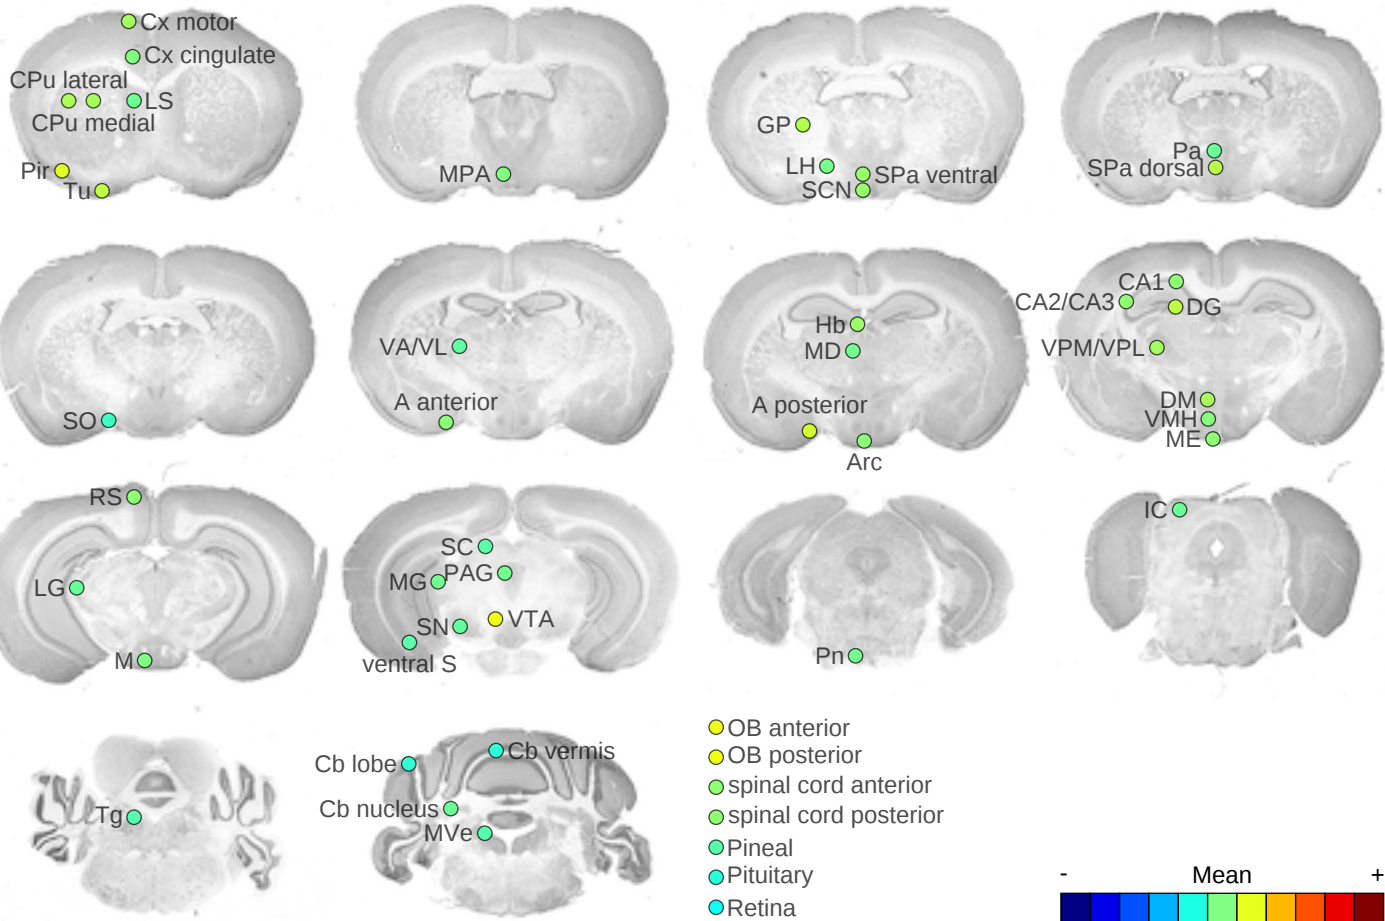 Cx motor
Cx cingulate
CPu lateral
LS
CPu medial
Pir
Tu
MPA
GP
LH
SPa ventral
SCN
Pa
SPa dorsal
SO
VA/VL
A anterior
Hb
MD
A posterior
Arc
CA1
CA2/CA3
DG
VPM/VPL
DM
VMH
ME
RS
LG
M
SC
MG
PAG
SN
VTA
ventral S
Pn
IC
Tg
Cb lobe
Cb vermis
Cb nucleus
MVe
OB anterior
OB posterior
spinal cord anterior
spinal cord posterior
Pineal
Pituitary
Retina
- Mean +